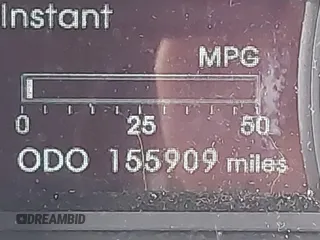 Instant
MPG
0 25 50
ODO 155909 miles
DREAMBID